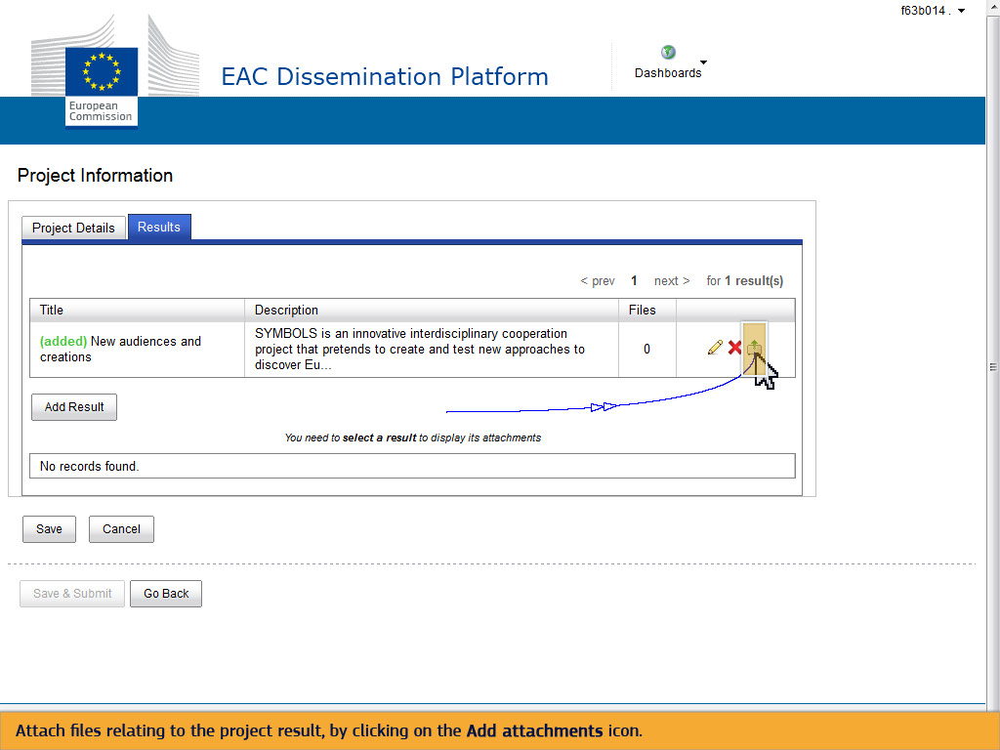 f63b014 .
EAC Dissemination Platform
Dashboards
European
Commission
Project Information
Project Details
Results
< prev 1 next > for 1 result(s)
Title Description Files
(added) New audiences and
creations
SYMBOLS is an innovative interdisciplinary cooperation
project that pretends to create and test new approaches to
discover Eu...
0
Add Result
You need to select a result to display its attachments
No records found.
Save Cancel
Save & Submit Go Back
Attach files relating to the project result, by clicking on the Add attachments icon.